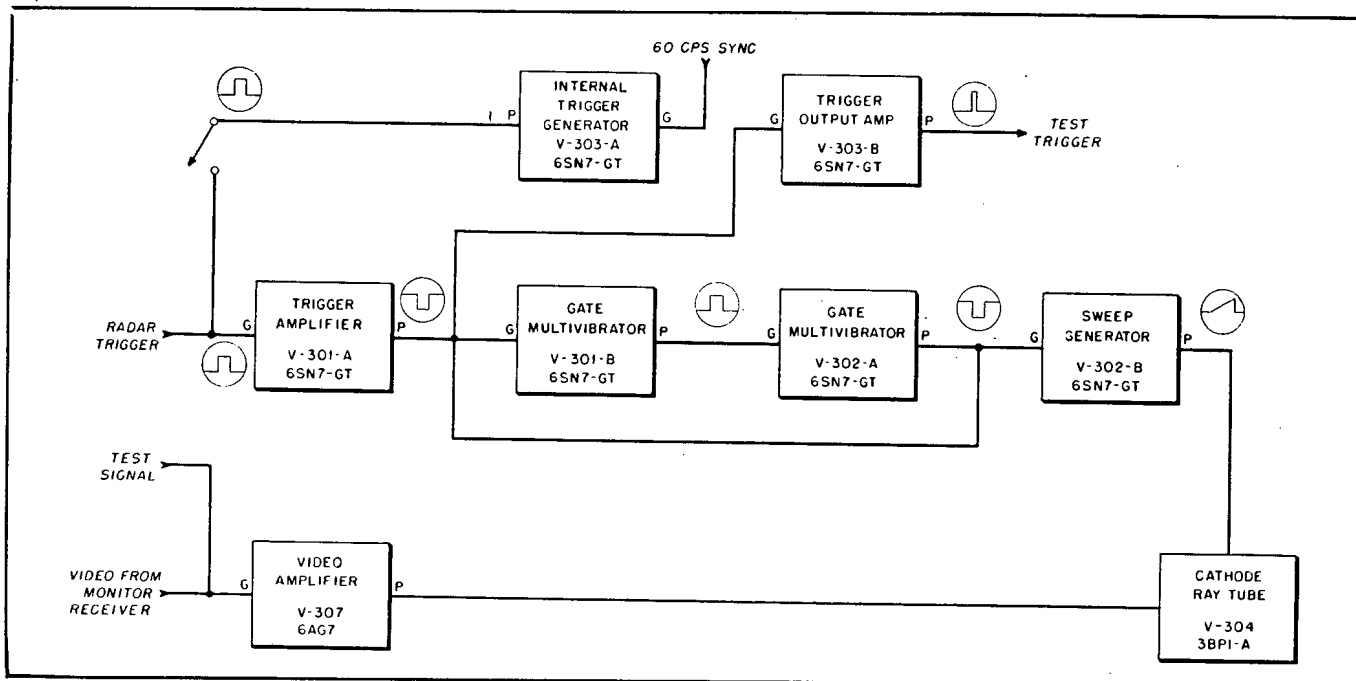 60 CPS SYNC
INTERNAL
TRIGGER
GENERATOR
V-303-A
6SN7-GT
I P
G
TRIGGER
OUTPUT AMP
V-303-B
6SN7-GT
G
P
TEST
TRIGGER
RADAR
TRIGGER
G
TRIGGER
AMPLIFIER
V-301-A
6SN7-GT
P
G
GATE
MULTIVIBRATOR
V-301-B
6SN7-GT
P
G
GATE
MULTIVIBRATOR
V-302-A
6SN7-GT
P
G
SWEEP
GENERATOR
V-302-B
6SN7-GT
P
TEST
SIGNAL
VIDEO FROM
MONITOR
RECEIVER
G
VIDEO
AMPLIFIER
V-307
6AG7
P
CATHODE
RAY TUBE
V-304
3BP1-A